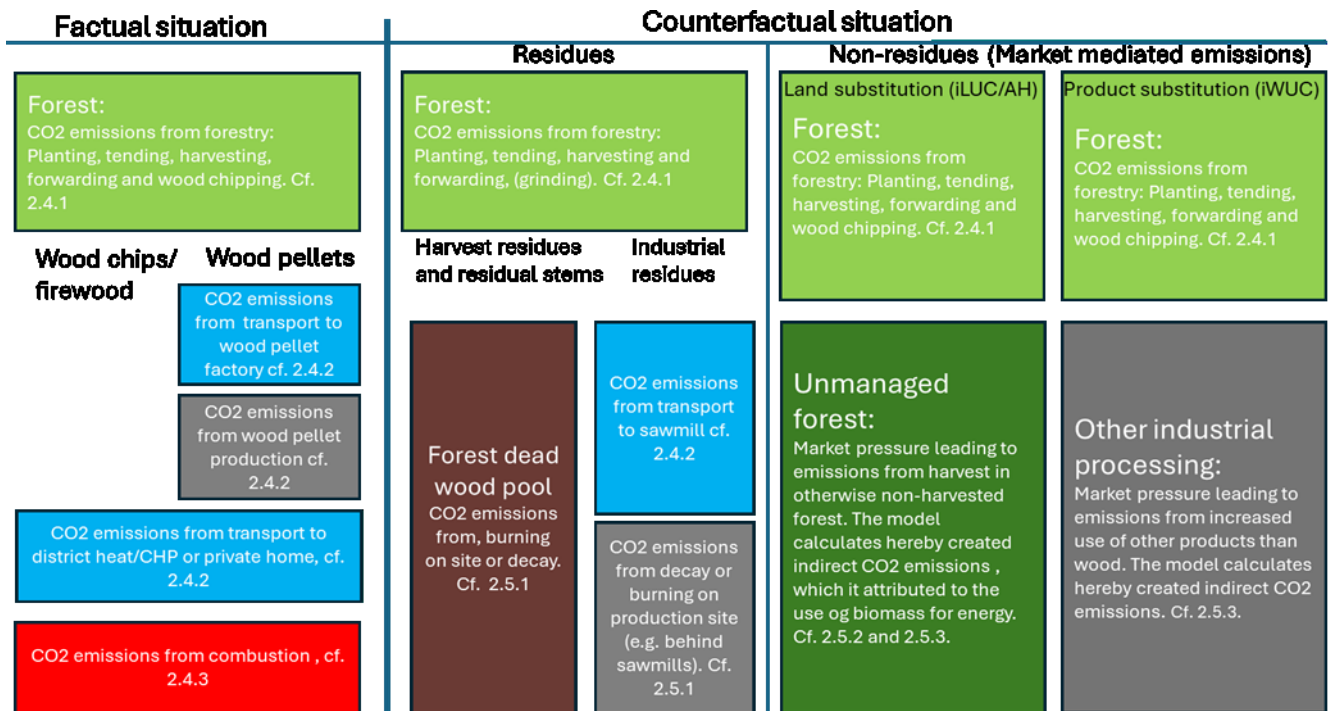 Factual situation
Counterfactual situation
Residues
Non-residues (Market mediated emissions)
Forest:
CO2 emissions from forestry:
Planting, tending, harvesting,
forwarding and wood chipping. Cf.
2.4.1
Forest:
CO2 emissions from forestry:
Planting, tending, harvesting and
forwarding, (grinding). Cf. 2.4.1
Land substitution (iLUC/AH)
Forest:
CO2 emissions from
forestry: Planting, tending,
harvesting, forwarding and
wood chipping. Cf. 2.4.1
Product substitution (iWUC)
Forest:
CO2 emissions from
forestry: Planting, tending,
harvesting, forwarding and
wood chipping. Cf. 2.4.1
Wood chips/
firewood
Wood pellets
Harvest residues
and residual stems
Industrial
residues
CO2 emissions
from transport to
wood pellet
factory cf. 2.4.2
CO2 emissions
from wood pellet
production cf.
2.4.2
CO2 emissions from transport to
district heat/CHP or private home, cf.
2.4.2
CO2 emissions from combustion , cf.
2.4.3
Forest dead
wood pool
CO2 emissions
from, burning
on site or decay.
Cf. 2.5.1
CO2 emissions
from transport
to sawmill cf.
2.4.2
CO2 emissions
from decay or
burning on
production site
(e.g. behind
sawmills). Cf.
2.5.1
Unmanaged
forest:
Market pressure leading to
emissions from harvest in
otherwise non-harvested
forest. The model
calculates hereby created
indirect CO2 emissions ,
which it attributed to the
use og biomass for energy.
Cf. 2.5.2 and 2.5.3.
Other industrial
processing:
Market pressure leading to
emissions from increased
use of other products than
wood. The model calculates
hereby created indirect CO2
emissions. Cf. 2.5.3.